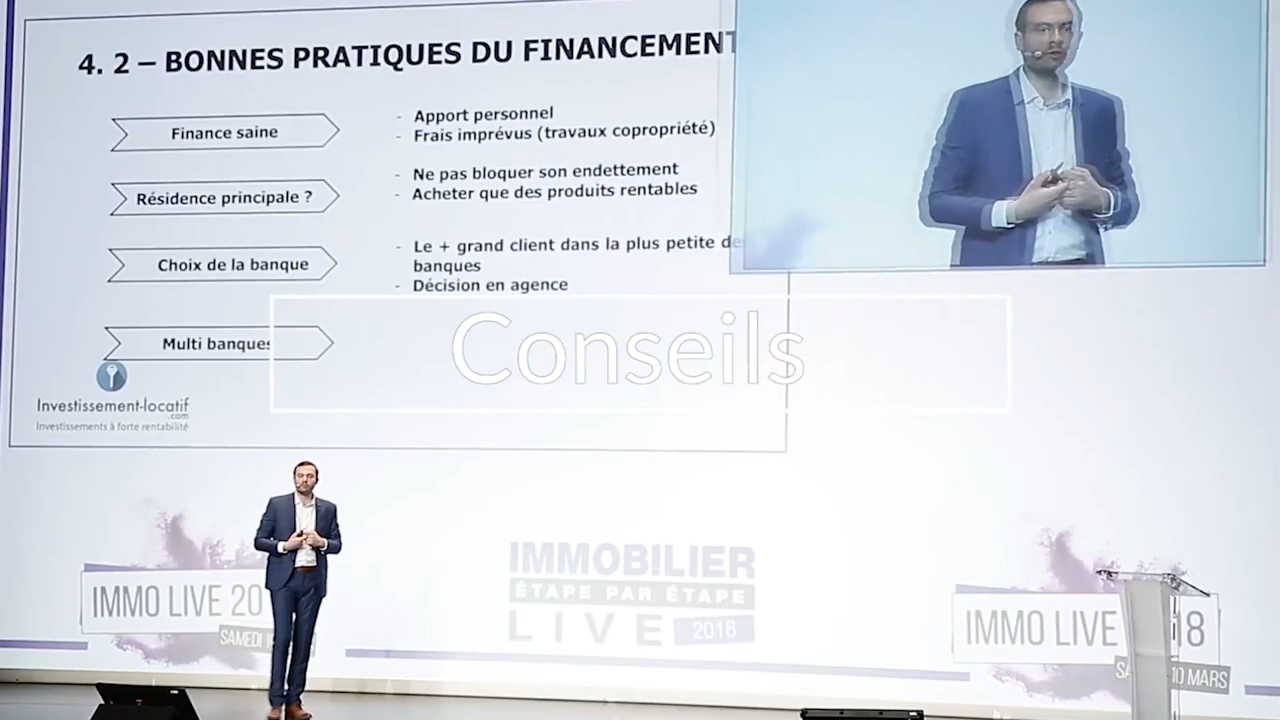 4. 2 – BONNES PRATIQUES DU FINANCEMENT
Finance saine
- Apport personnel
- Frais imprévus (travaux copropriété)
Résidence principale ?
- Ne pas bloquer son endettement
- Acheter que des produits rentables
Choix de la banque
- Le + grand client dans la plus petite
banques
- Décision en agence
Multi banques
Conseils
Investissement-locatif
.com
Investissements à forte rentabilité
IMMO LIVE 20
SAMEDI
IMMOBILIER
ÉTAPE PAR ÉTAPE
LIVE 2018
IMMO LIVE 18
10 MARS